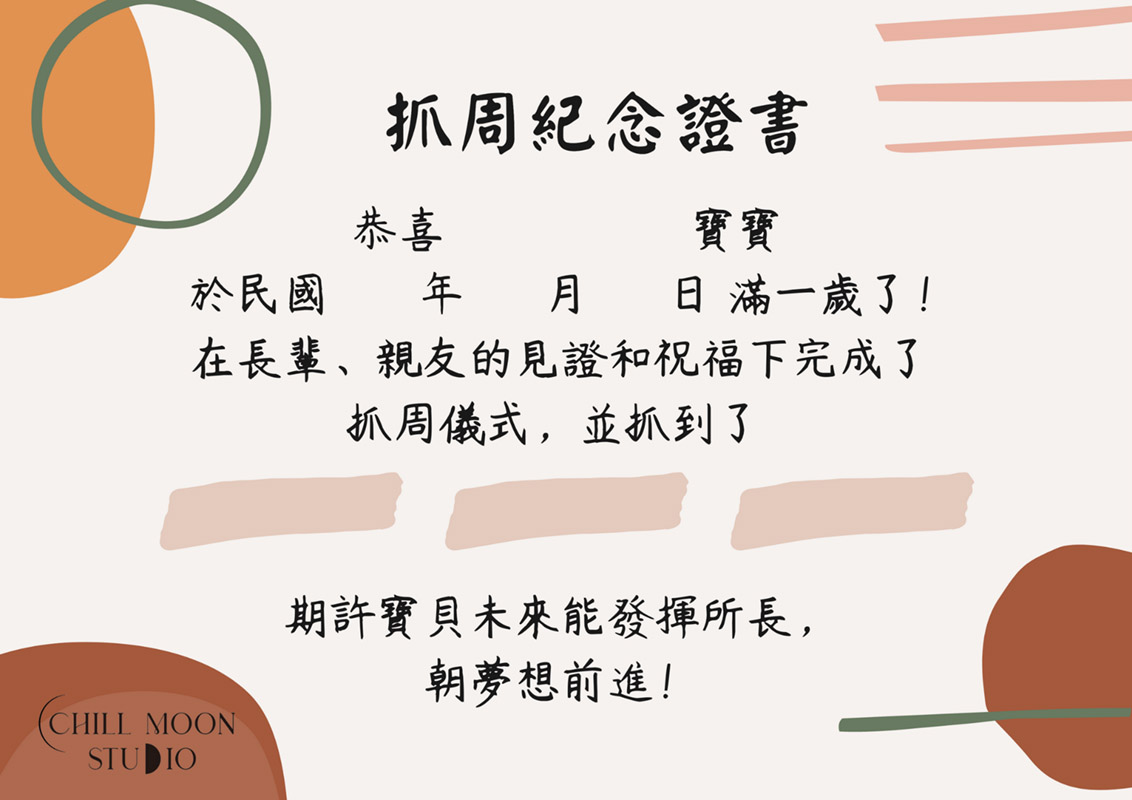 抓周紀念證書
恭喜 寶寶
於民國 年 月 日 滿一歲了!
在長輩、親友的見證和祝福下完成了
抓周儀式，並抓到了
期許寶貝未來能發揮所長，
朝夢想前進!
CHILL MOON
STUDIO